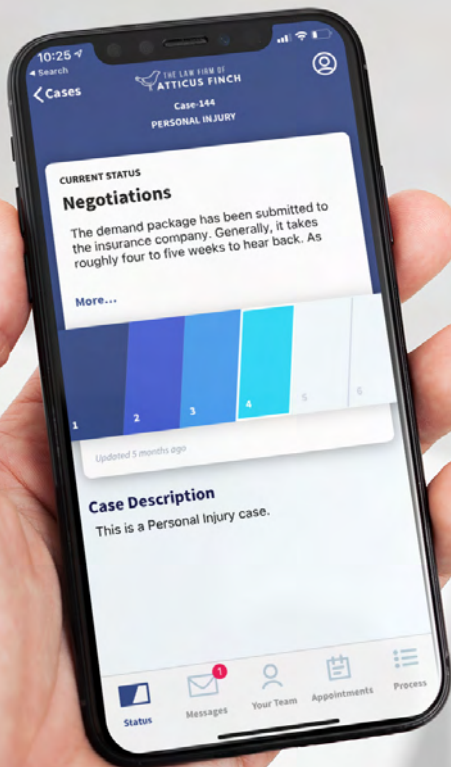 10:25
Search
Cases
THE LAW FIRM OF
ATTICUS FINCH
Case-144
PERSONAL INJURY
CURRENT STATUS
Negotiations
The demand package has been submitted to
the insurance company. Generally, it takes
roughly four to five weeks to hear back. As
More...
1 2 3 4 5 6
Updated 5 months ago
Case Description
This is a Personal Injury case.
1
Status Messages Your Team Appointments Process